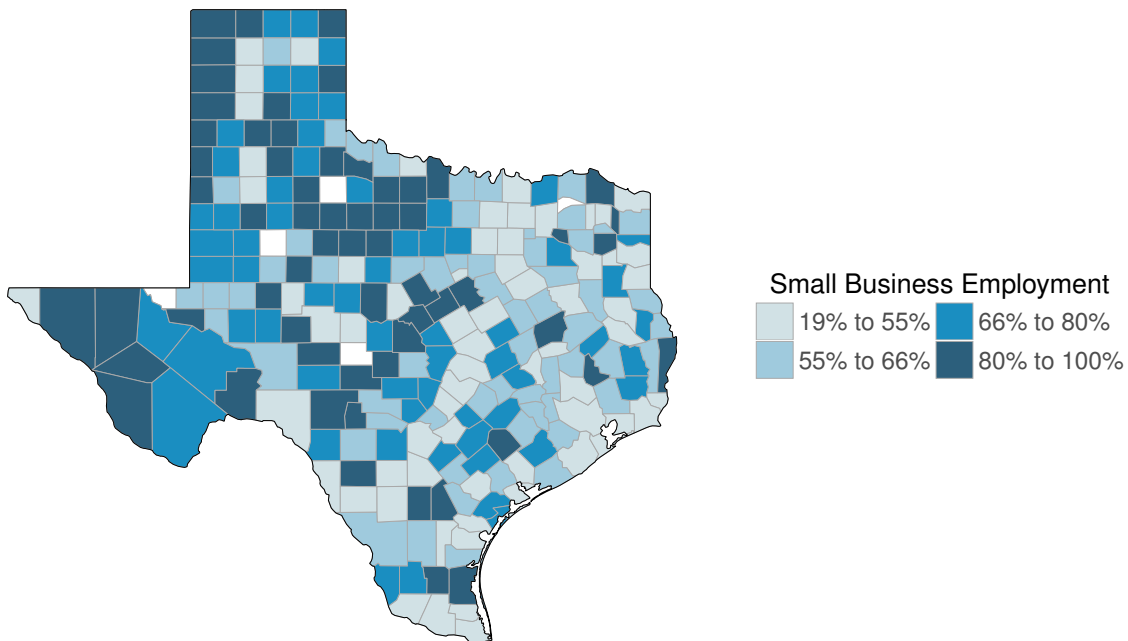 Small Business Employment
19% to 55% 66% to 80%
55% to 66% 80% to 100%